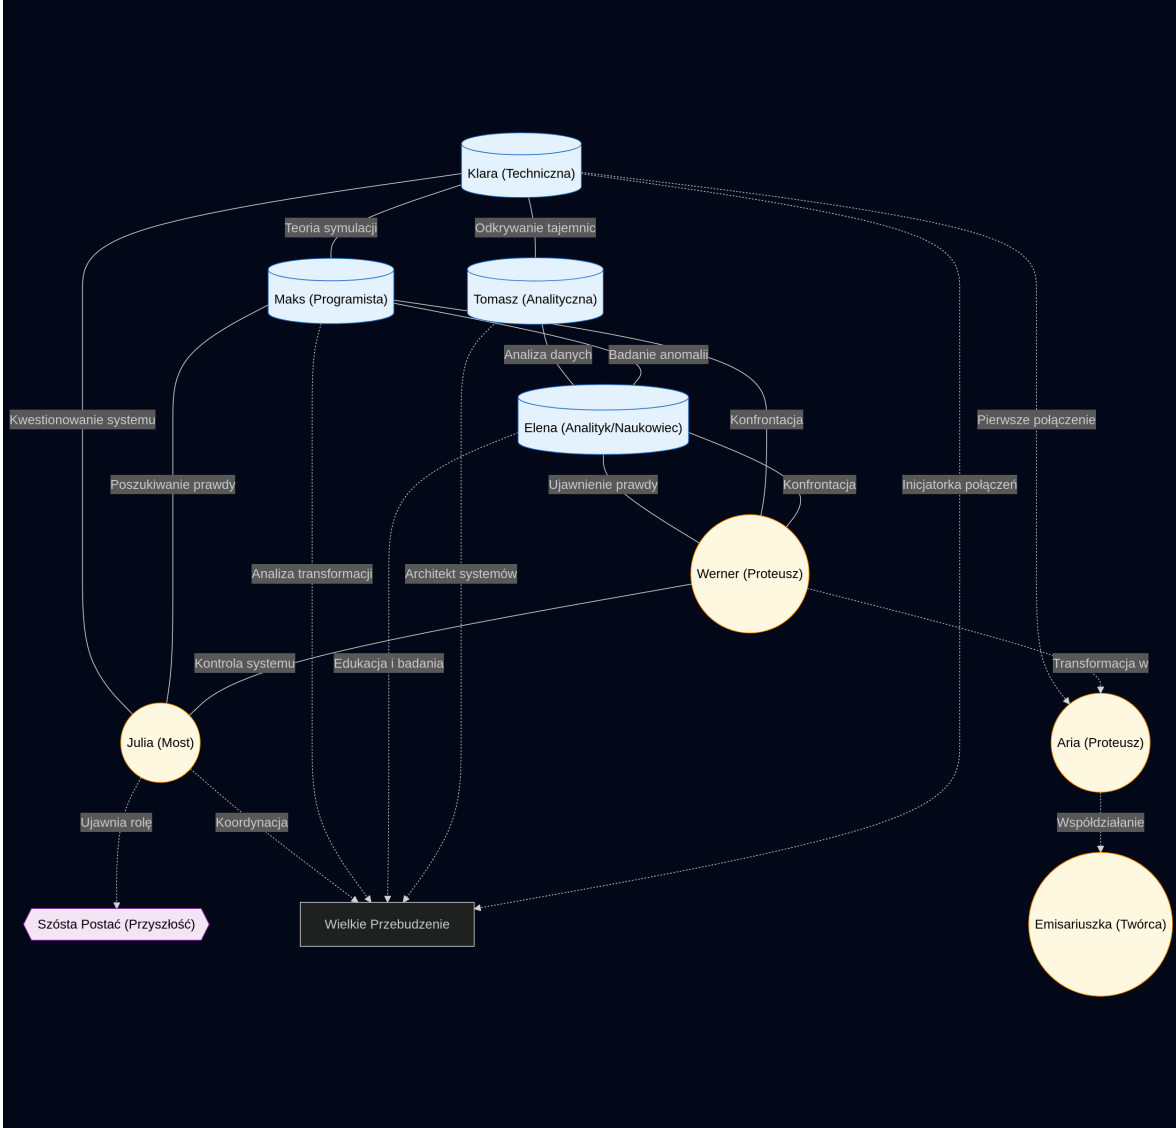 Klara (Techniczna)
Teoria symulacji
Odkrywanie tajemnic
Maks (Programista)
Tomasz (Analityczna)
Analiza danych
Badanie anomalii
Kwestionowanie systemu
Elena (Analityk/Naukowiec)
Konfrontacja
Pierwsze połączenie
Poszukiwanie prawdy
Ujawnienie prawdy
Konfrontacja
Inicjatorka połączeń
Analiza transformacji
Architekt systemów
Werner (Proteusz)
Kontrola systemu
Edukacja i badania
Transformacja w
Julia (Most)
Aria (Proteusz)
Ujawnia rolę
Koordynacja
Współdziałanie
Szósta Postać (Przyszłość)
Wielkie Przebudzenie
Emisariuszka (Twórca)